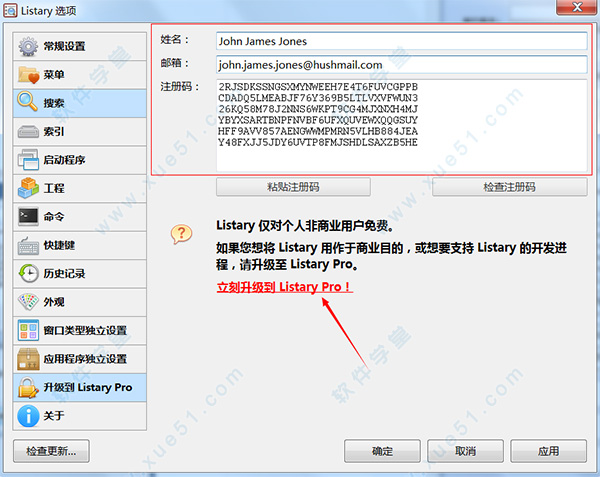 Listary 选项
常规设置
菜单
搜索
索引
启动程序
工程
命令
快捷键
历史记录
外观
窗口类型独立设置
应用程序独立设置
升级到 Listary Pro
关于
检查更新...
姓名:
John James Jones
邮箱:
john.james.jones@hushmail.com
注册码:
2RJSDKSSNGSXMYNWEEH7E4T6FUVCGPPB
CDADQ5LMEABJF76Y369B5LTLVXVFWUN3
26KQ58M78J2NNS6WKPT9CG4MJXNXH4MJ
YBYXSARTBNPFNVBF6UFXQUVEWXQQGSUY
HFF9AVV857AENGWWMPMRN5VLHB884JEA
Y48FXJJ5JDY6UVTP8FMJSHDLSAXZB5HE
粘贴注册码
检查注册码
Listary 仅对个人非商业用户免费。
如果您想将 Listary 用作于商业目的，或想要支持 Listary 的开发进
程，请升级至 Listary Pro。
立刻升级到 Listary Pro！
确定
取消
应用
软件学堂
www.xue51.com